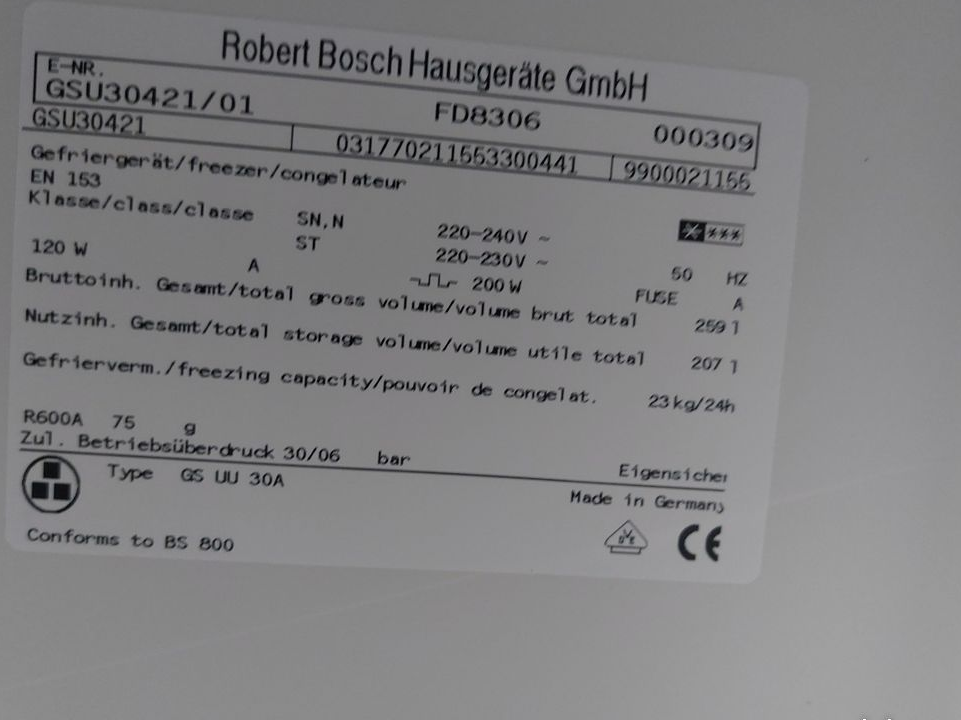 Robert Bosch Hausgeräte GmbH
E-NR.
GSU30421/01 FD8306 000309
GSU30421 031770211553300441 9900021155
Gefriergerät/freezer/congelateur
EN 153
Klasse/class/classe SN,N 220-240V ~ ****
ST 220-230V ~ 50 HZ
120 W A 200 W FUSE A
Bruttoinh. Gesamt/total gross volume/volume brut total 259 l
Nutzinh. Gesamt/total storage volume/volume utile total 207 l
Gefrierverm./freezing capacity/pouvoir de congelat. 23 kg/24h
R600A 75 g
Zul. Betriebsüberdruck 30/06 bar
Eigensicher
Type GS UU 30A
Made in Germany
Conforms to BS 800
CE